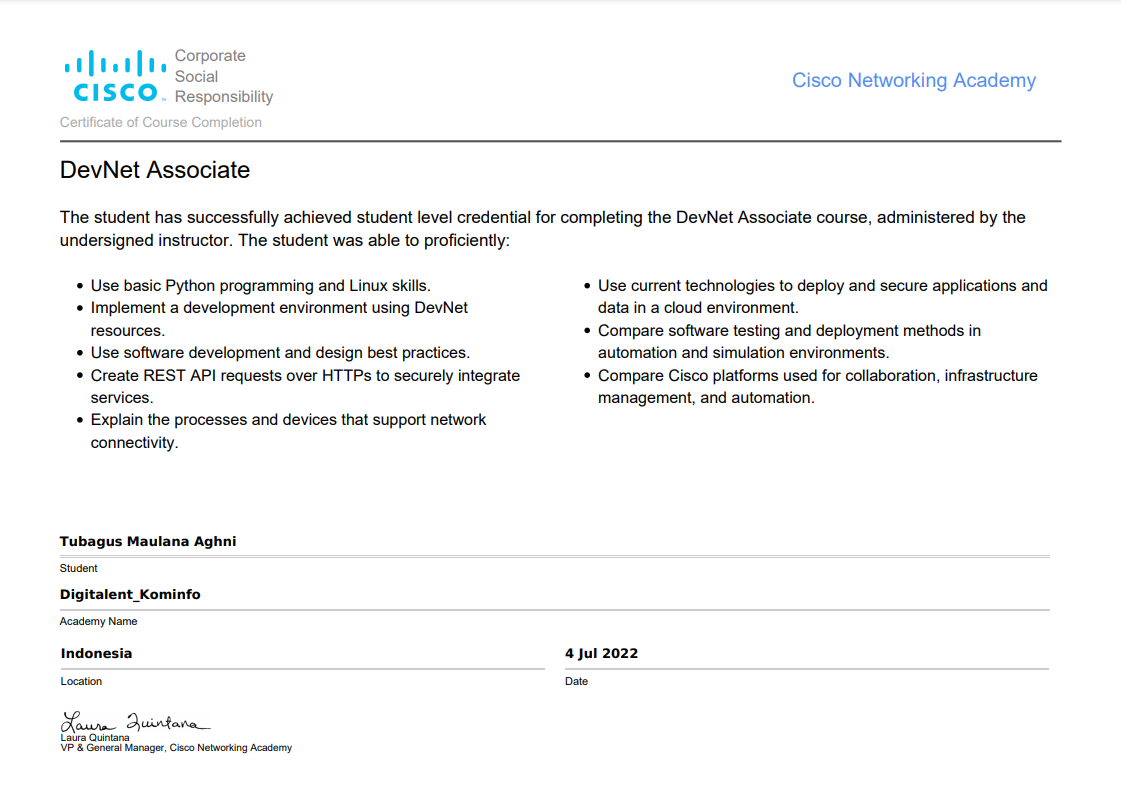 Corporate
Social
Responsibility
CISCO™
Cisco Networking Academy
Certificate of Course Completion
DevNet Associate
The student has successfully achieved student level credential for completing the DevNet Associate course, administered by the
undersigned instructor. The student was able to proficiently:
• Use basic Python programming and Linux skills.
• Implement a development environment using DevNet
resources.
• Use software development and design best practices.
• Create REST API requests over HTTPs to securely integrate
services.
• Explain the processes and devices that support network
connectivity.
• Use current technologies to deploy and secure applications and
data in a cloud environment.
• Compare software testing and deployment methods in
automation and simulation environments.
• Compare Cisco platforms used for collaboration, infrastructure
management, and automation.
Tubagus Maulana Aghni
Student
Digitalent_Kominfo
Academy Name
Indonesia
Location
4 Jul 2022
Date
Laura Quintana
Laura Quintana
VP & General Manager, Cisco Networking Academy